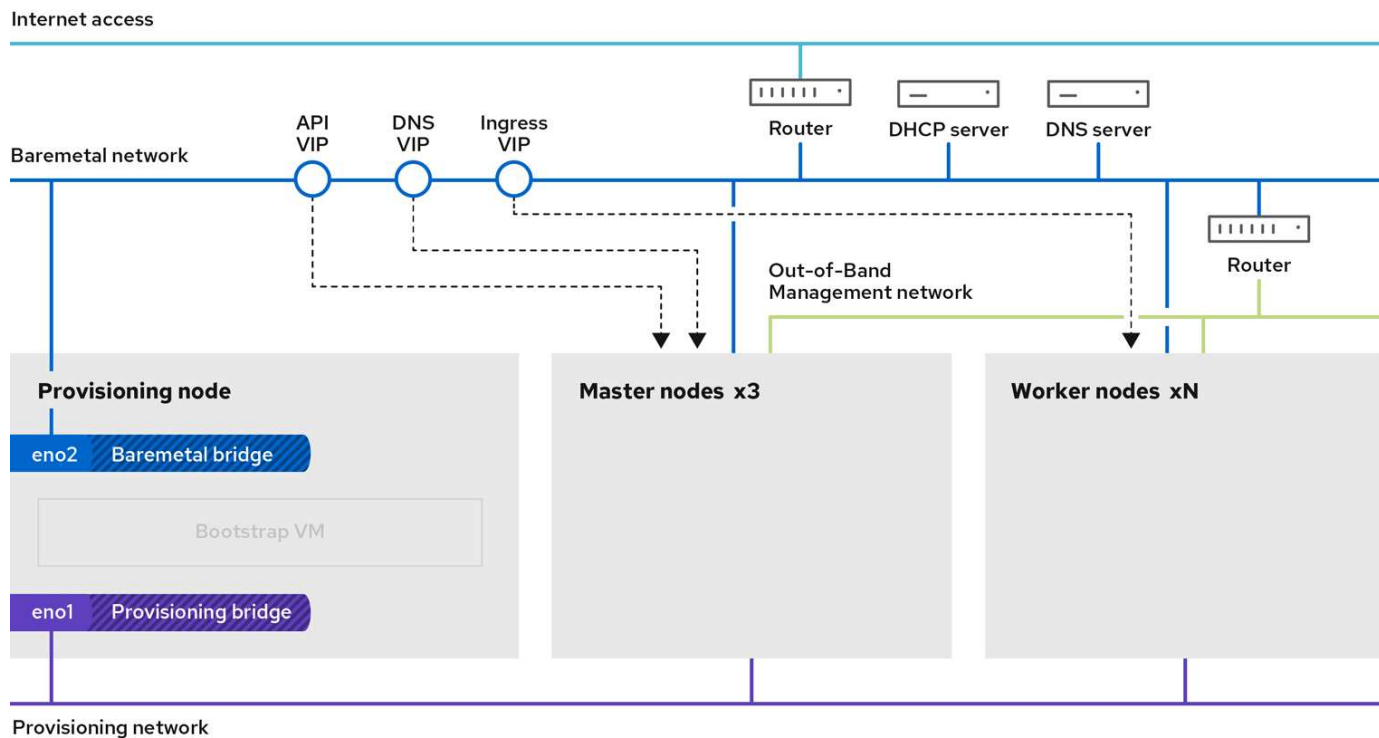 Internet access
API
VIP
DNS
VIP
Ingress
VIP
Router
DHCP server
DNS server
Baremetal network
Router
Out-of-Band
Management network
Provisioning node
Master nodes x3
Worker nodes xN
eno2
Baremetal bridge
Bootstrap VM
eno1
Provisioning bridge
Provisioning network